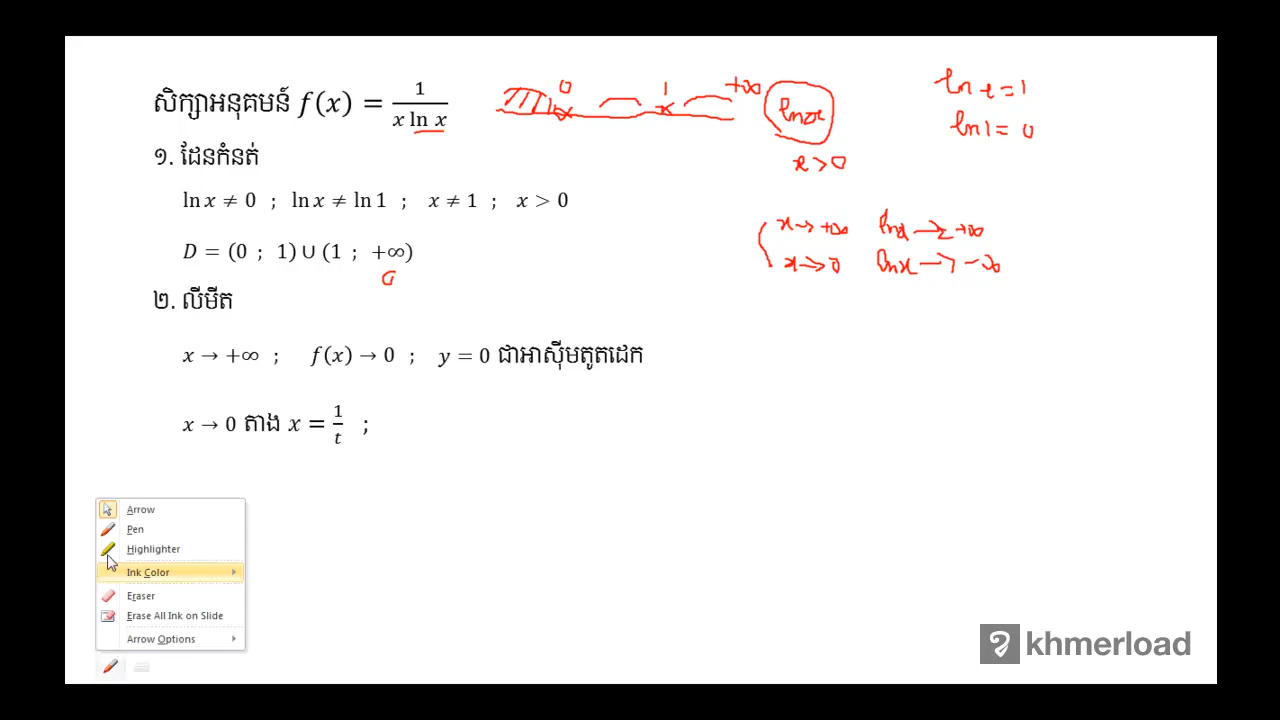 សិក្សាអនុគមន៍ f(x) = 1/(x ln x)
0 1 +∞
ln x
x > 0
ln e = 1
ln 1 = 0
១. ដែនកំនត់
ln x ≠ 0 ; ln x ≠ ln 1 ; x ≠ 1 ; x > 0
D = (0 ; 1) ∪ (1 ; +∞)
x → +∞ ln x → +∞
x → 0 ln x → −∞
២. លីមីត
x → +∞ ; f(x) → 0 ; y = 0 ជាអាស៊ីមតូតដេក
x → 0 តាង x = 1/t ;
Arrow
Pen
Highlighter
Ink Color
Eraser
Erase All Ink on Slide
Arrow Options
khmerload